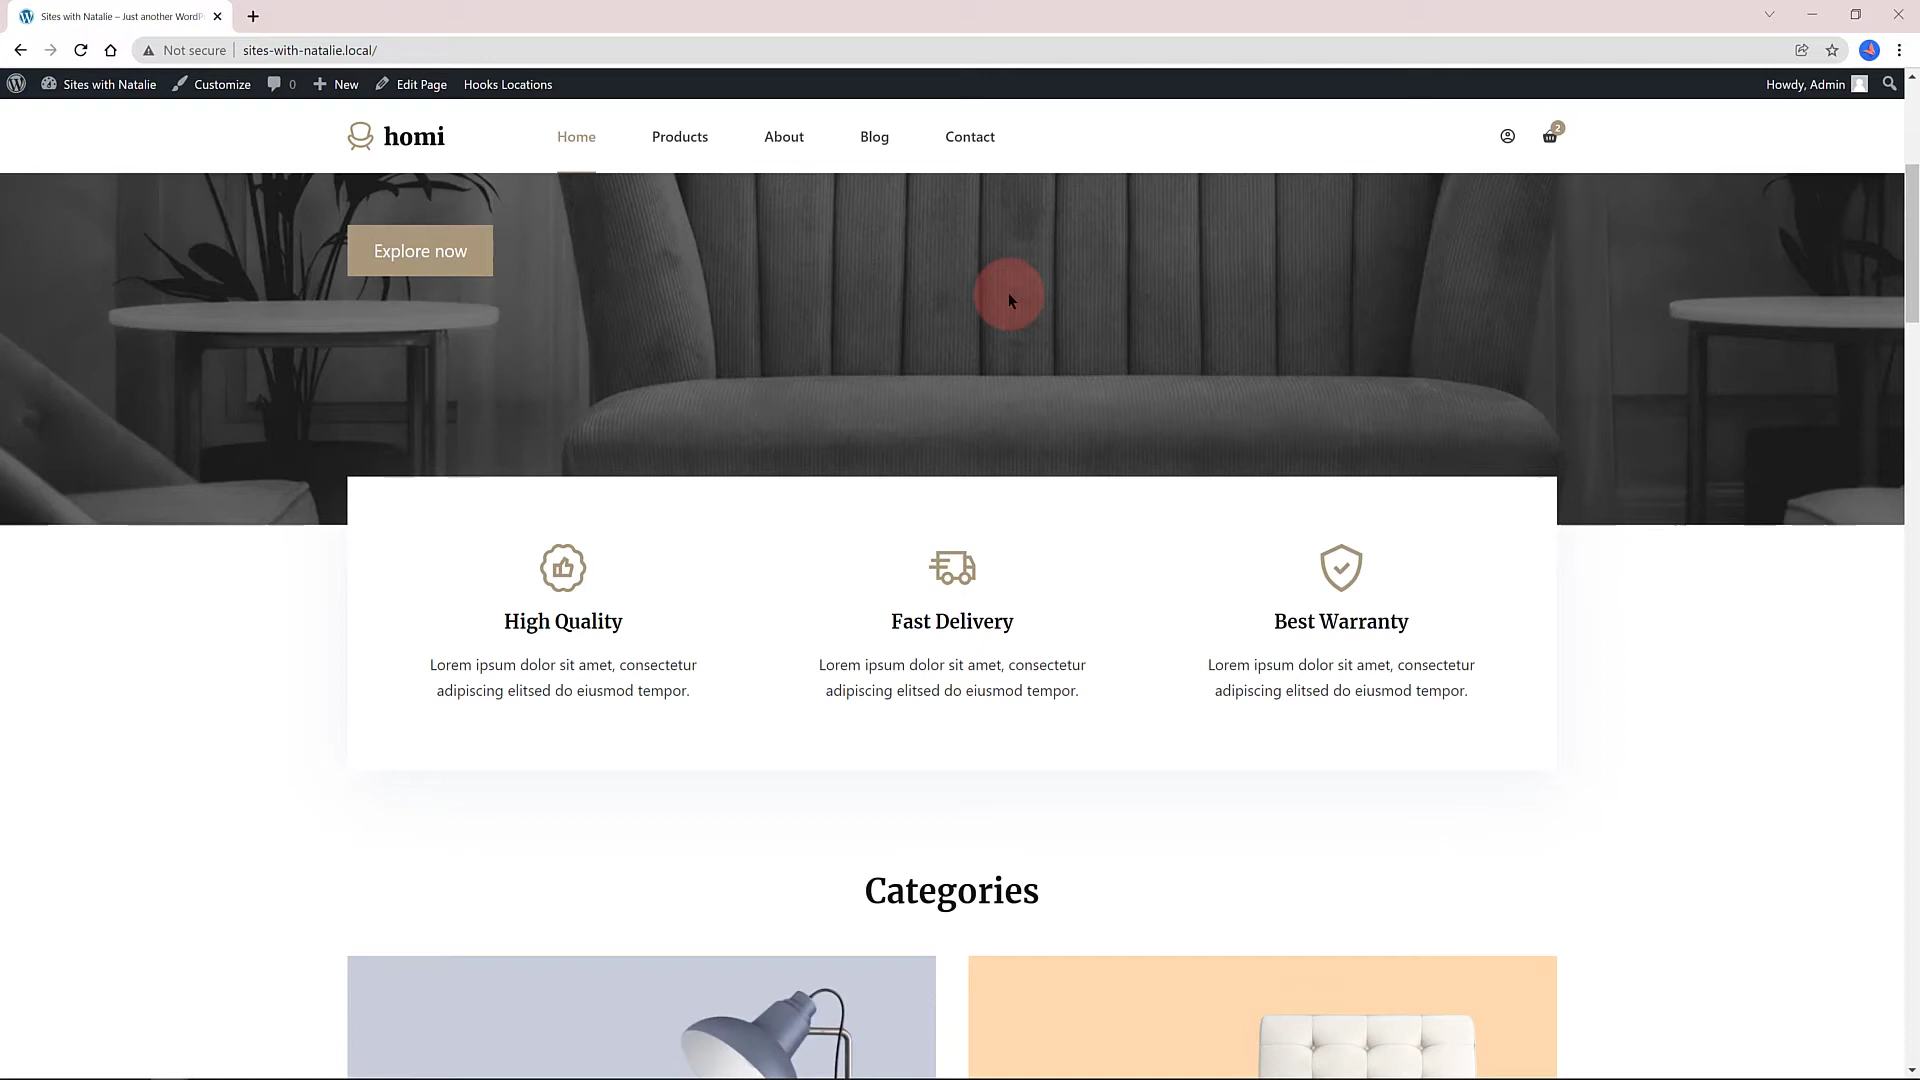 Sites with Natalie – Just another WordP
Not secure
sites-with-natalie.local/
Sites with Natalie
Customize
0
New
Edit Page
Hooks Locations
Howdy, Admin
homi
Home
Products
About
Blog
Contact
2
Explore now
High Quality
Fast Delivery
Best Warranty
Lorem ipsum dolor sit amet, consectetur
adipiscing elitsed do eiusmod tempor.
Lorem ipsum dolor sit amet, consectetur
adipiscing elitsed do eiusmod tempor.
Lorem ipsum dolor sit amet, consectetur
adipiscing elitsed do eiusmod tempor.
Categories